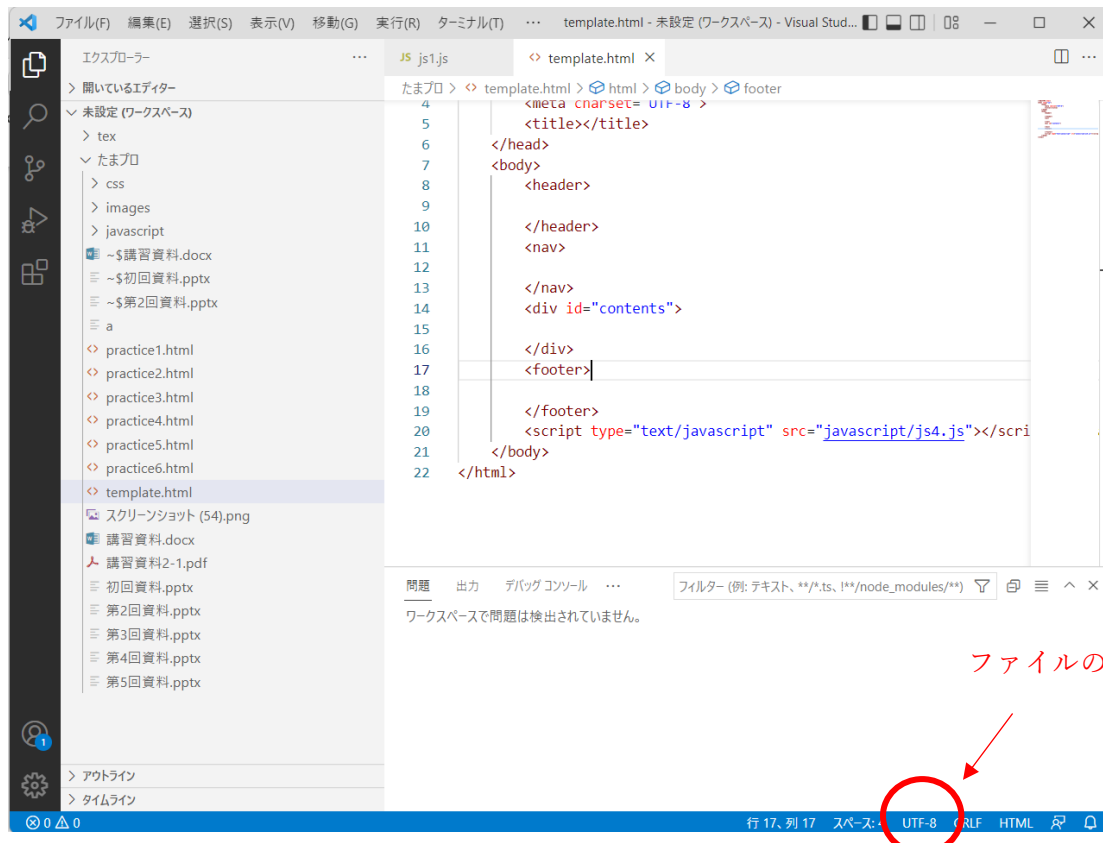 ファイル(F) 編集(E) 選択(S) 表示(V) 移動(G) 実行(R) ターミナル(T) ··· template.html - 未設定 (ワークスペース) - Visual Stud...
エクスプローラー ···
JS js1.js <> template.html ×
> 開いているエディター
たまプロ > <> template.html > html > body > footer
未設定 (ワークスペース)
> tex
たまプロ
> css
> images
> javascript
~$講習資料.docx
~$初回資料.pptx
~$第2回資料.pptx
a
<> practice1.html
<> practice2.html
<> practice3.html
<> practice4.html
<> practice5.html
<> practice6.html
<> template.html
スクリーンショット (54).png
講習資料.docx
講習資料2-1.pdf
初回資料.pptx
第2回資料.pptx
第3回資料.pptx
第4回資料.pptx
第5回資料.pptx
> アウトライン
> タイムライン
4 <meta charset="UTF-8">
5 <title></title>
6 </head>
7 <body>
8 <header>
9
10 </header>
11 <nav>
12
13 </nav>
14 <div id="contents">
15
16 </div>
17 <footer>
18
19 </footer>
20 <script type="text/javascript" src="javascript/js4.js"></scri
21 </body>
22 </html>
問題 出力 デバッグ コンソール ··· フィルター (例: テキスト、**/*.ts、!**/node_modules/**)
ワークスペースで問題は検出されていません。
ファイルの
1
0 0 行 17、列 17 スペース: UTF-8 CRLF HTML